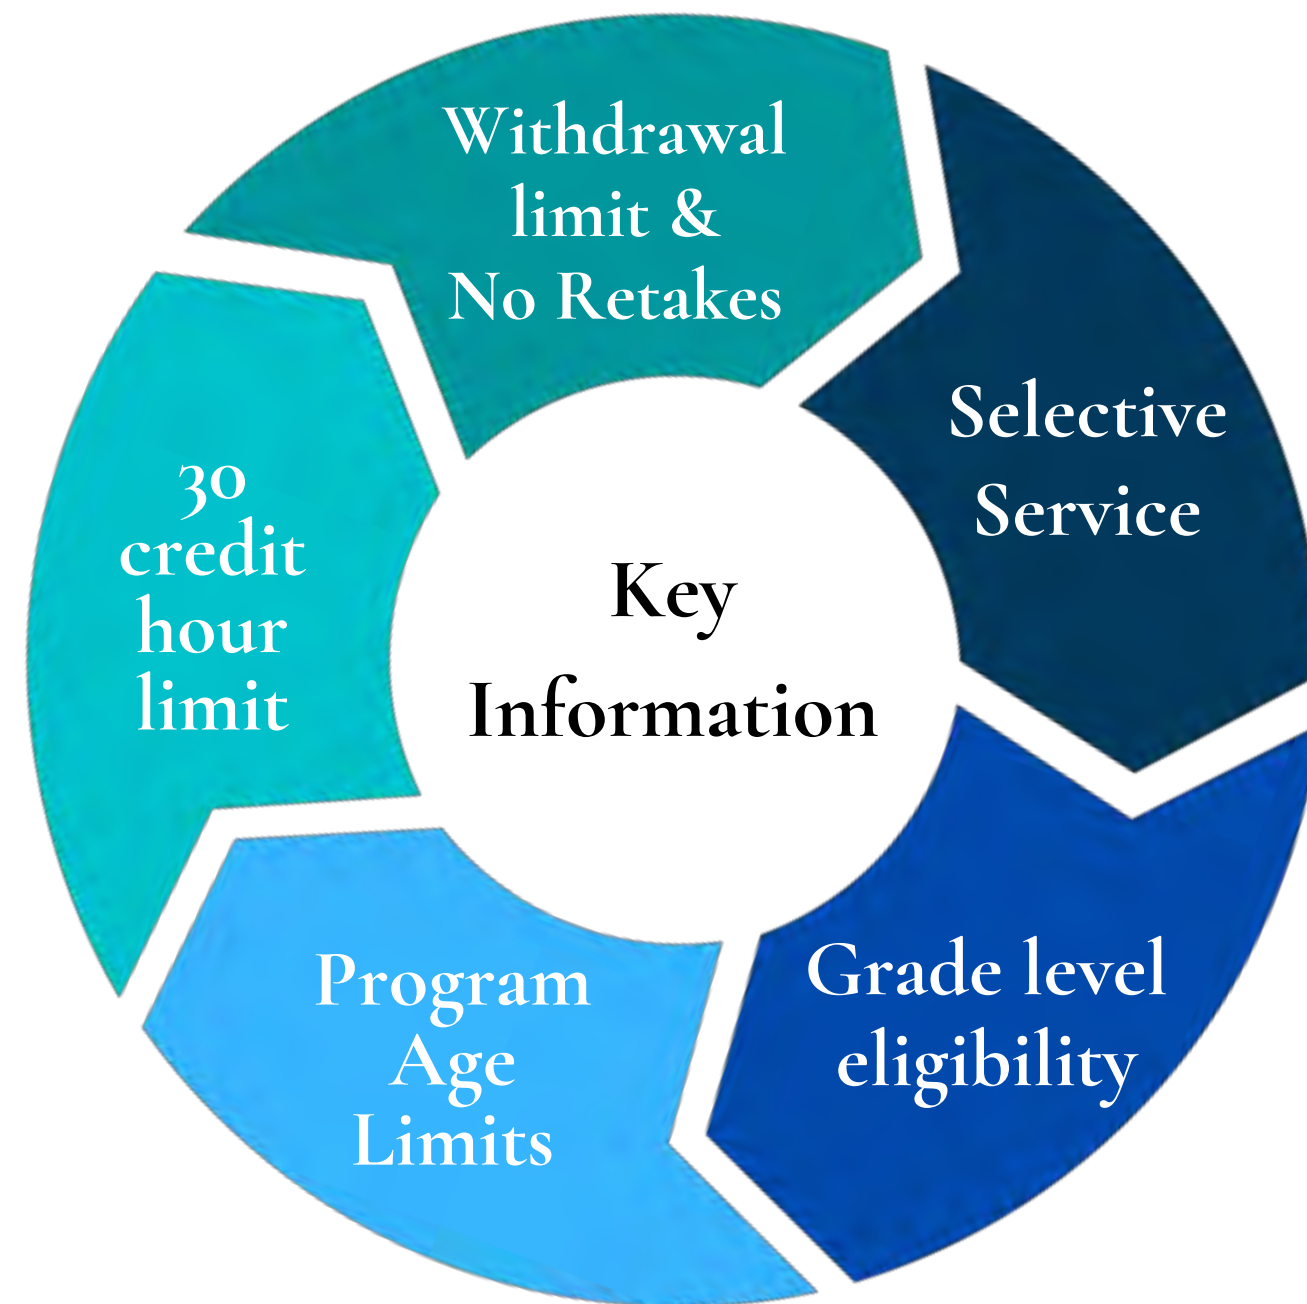 Withdrawal
limit &
No Retakes
Selective
Service
Grade level
eligibility
Program
Age
Limits
30
credit
hour
limit
Key
Information